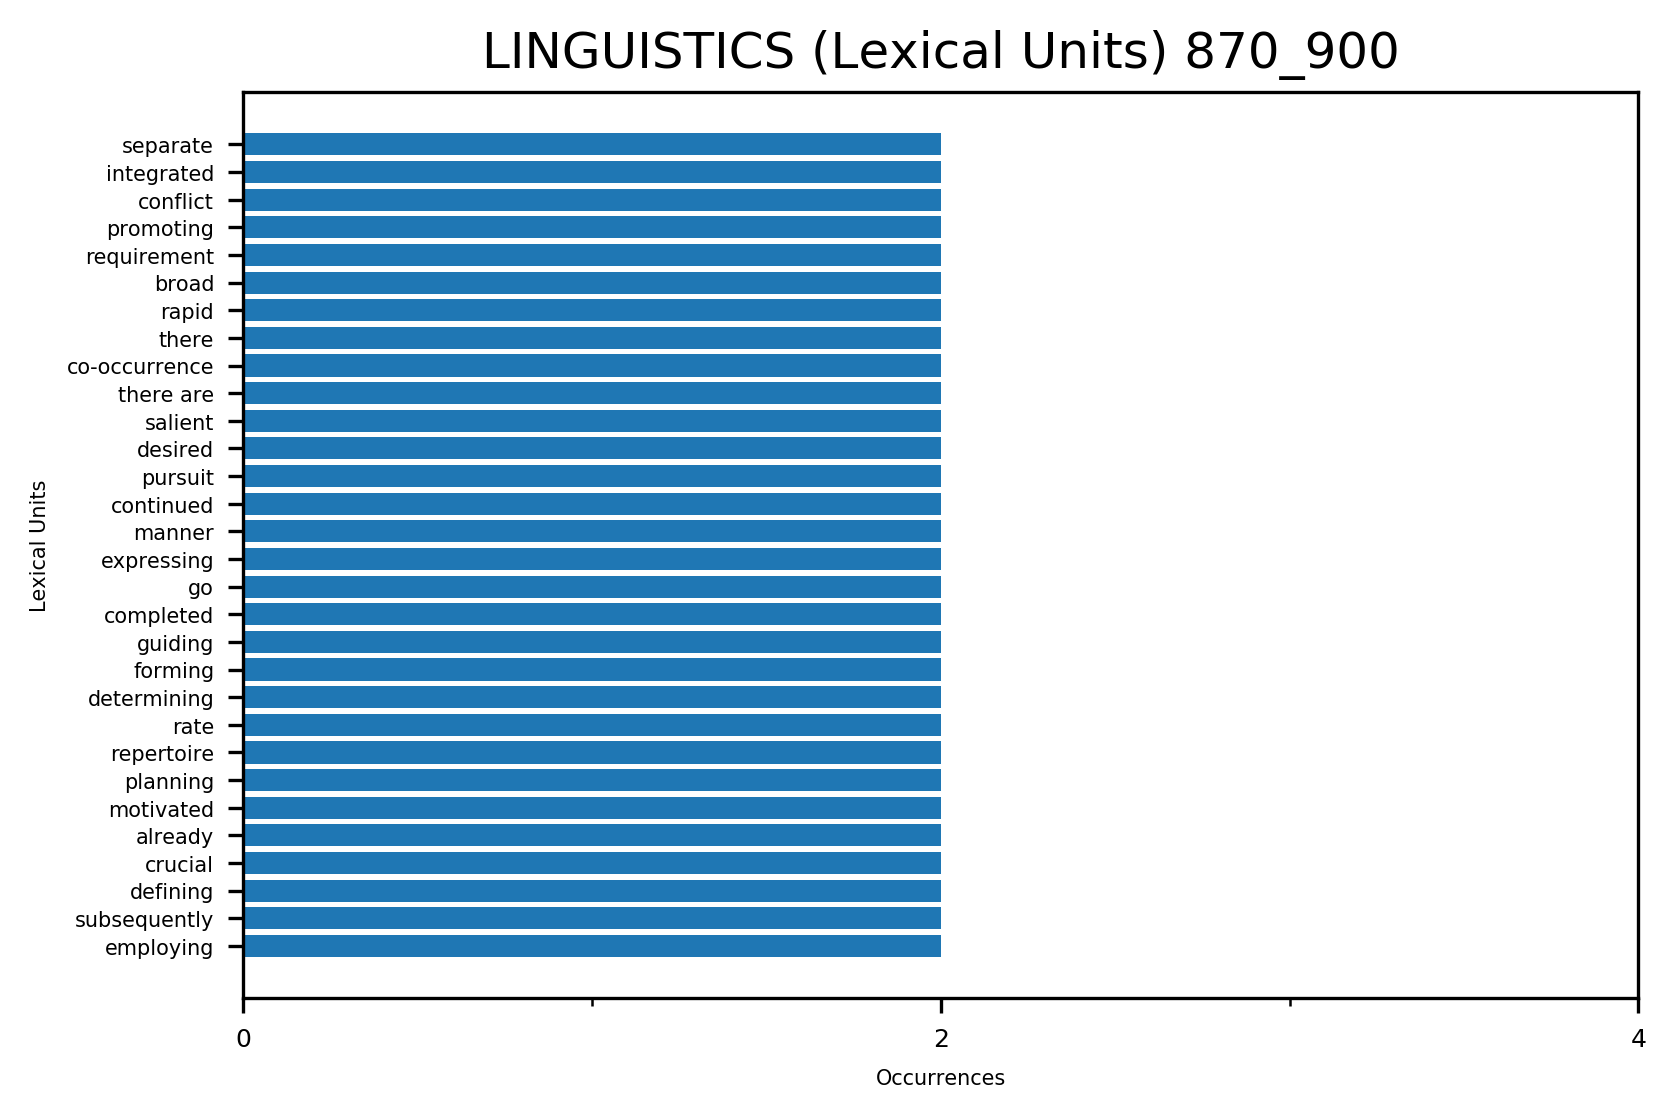 LINGUISTICS (Lexical Units) 870_900
separate
integrated
conflict
promoting
requirement
broad
rapid
there
co-occurrence
there are
salient
desired
pursuit
continued
manner
expressing
go
completed
guiding
forming
determining
rate
repertoire
planning
motivated
already
crucial
defining
subsequently
employing
Lexical Units
0 2 4
Occurrences